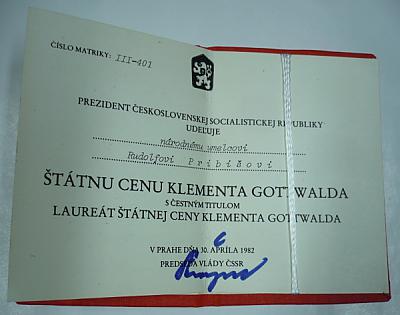 ČÍSLO MATRIKY: III-401
PREZIDENT ČESKOSLOVENSKEJ SOCIALISTICKEJ REPUBLIKY
UDEĽUJE
národnému umelcovi
Rudolfovi Pribišovi
ŠTÁTNU CENU KLEMENTA GOTTWALDA
S ČESTNÝM TITULOM
LAUREÁT ŠTÁTNEJ CENY KLEMENTA GOTTWALDA
V PRAHE DŇA 30. APRÍLA 1982
PREDSEDA VLÁDY ČSSR